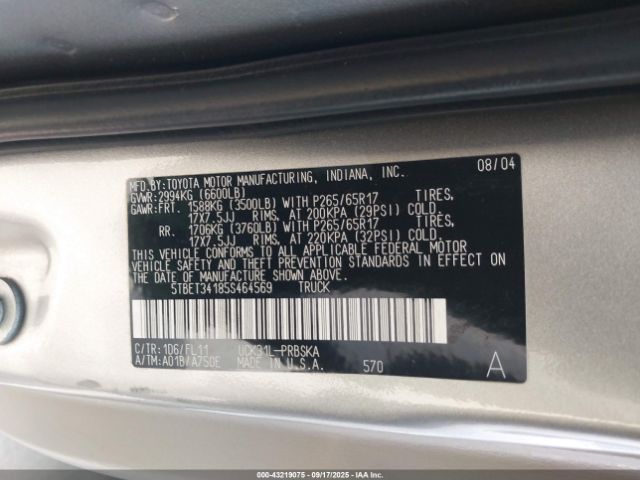 MFD.BY:TOYOTA MOTOR MANUFACTURING, INDIANA, INC. 08/04
GVWR:2994KG (6600LB)
GAWR:FRT. 1588KG (3500LB) WITH P265/65R17 TIRES,
17X7.5JJ RIMS, AT 200KPA (29PSI) COLD.
RR. 1706KG (3760LB) WITH P265/65R17 TIRES,
17X7.5JJ RIMS, AT 220KPA (32PSI) COLD.
THIS VEHICLE CONFORMS TO ALL APPLICABLE FEDERAL MOTOR
VEHICLE SAFETY AND THEFT PREVENTION STANDARDS IN EFFECT ON
THE DATE OF MANUFACTURE SHOWN ABOVE.
5TBET34185S464569 TRUCK
C/TR:1D6/FL11 UCK31L-PRBSKA
A/TM:A01B/A750E MADE IN U.S.A. 570 A
000-43219075 - 09/17/2025 - COPART